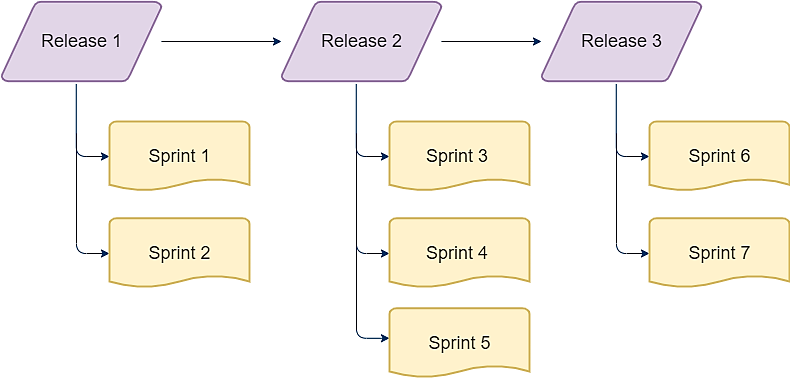 Release 1
Release 2
Release 3
Sprint 1
Sprint 3
Sprint 6
Sprint 2
Sprint 4
Sprint 7
Sprint 5